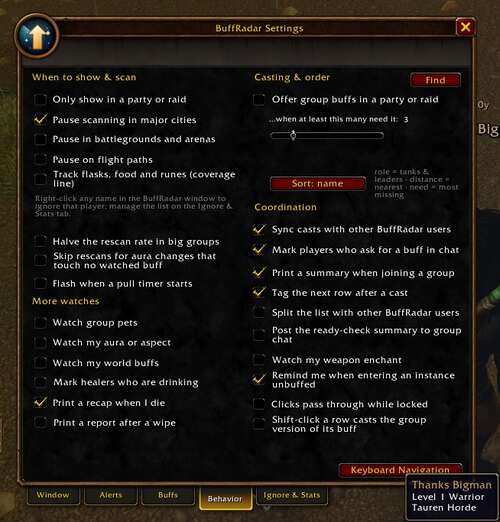 BuffRadar Settings
When to show & scan
Only show in a party or raid
Pause scanning in major cities
Pause in battlegrounds and arenas
Pause on flight paths
Track flasks, food and runes (coverage
line)
Right-click any name in the BuffRadar window to
ignore that player; manage the list on the Ignore &
Stats tab.
Halve the rescan rate in big groups
Skip rescans for aura changes that
touch no watched buff
Flash when a pull timer starts
More watches
Watch group pets
Watch my aura or aspect
Watch my world buffs
Mark healers who are drinking
Print a recap when I die
Print a report after a wipe
Casting & order
Find
Offer group buffs in a party or raid
...when at least this many need it: 3
Sort: name
role = tanks &
leaders · distance =
nearest · need = most
missing
Coordination
Sync casts with other BuffRadar users
Mark players who ask for a buff in chat
Print a summary when joining a group
Tag the next row after a cast
Split the list with other BuffRadar users
Post the ready-check summary to group
chat
Watch my weapon enchant
Remind me when entering an instance
unbuffed
Clicks pass through while locked
Shift-click a row casts the group
version of its buff
Keyboard Navigation
Window
Alerts
Buffs
Behavior
Ignore & Stats
0y
Big
Thanks Bigman
Level 1 Warrior
Tauren Horde